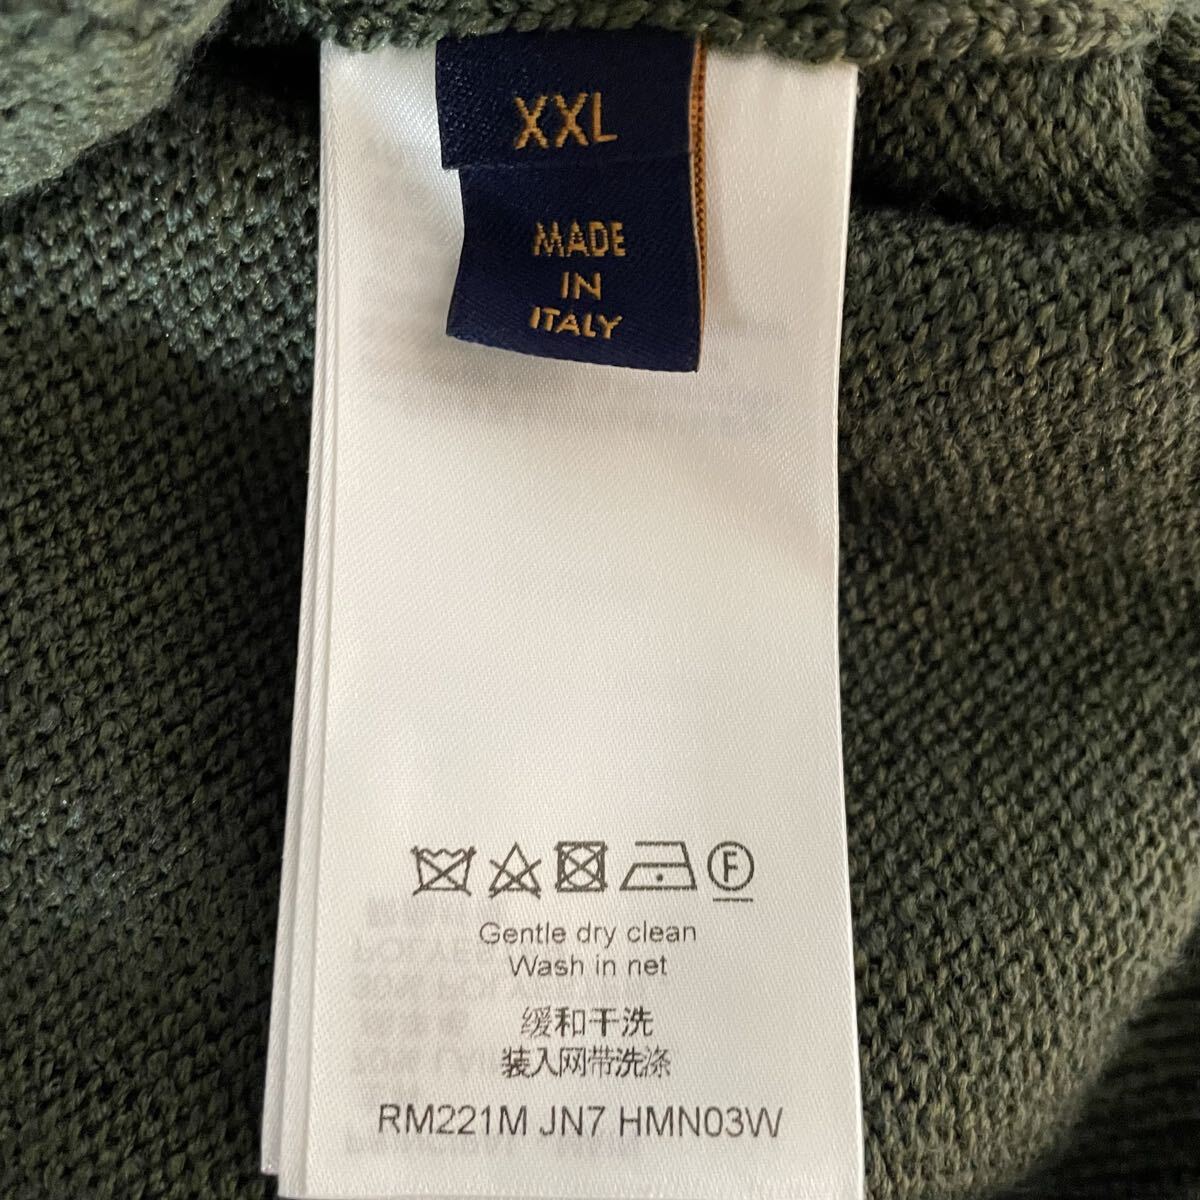 XXL
MADE
IN
ITALY
F
Gentle dry clean
Wash in net
缓和干洗
装入网带洗涤
RM221M JN7 HMN03W